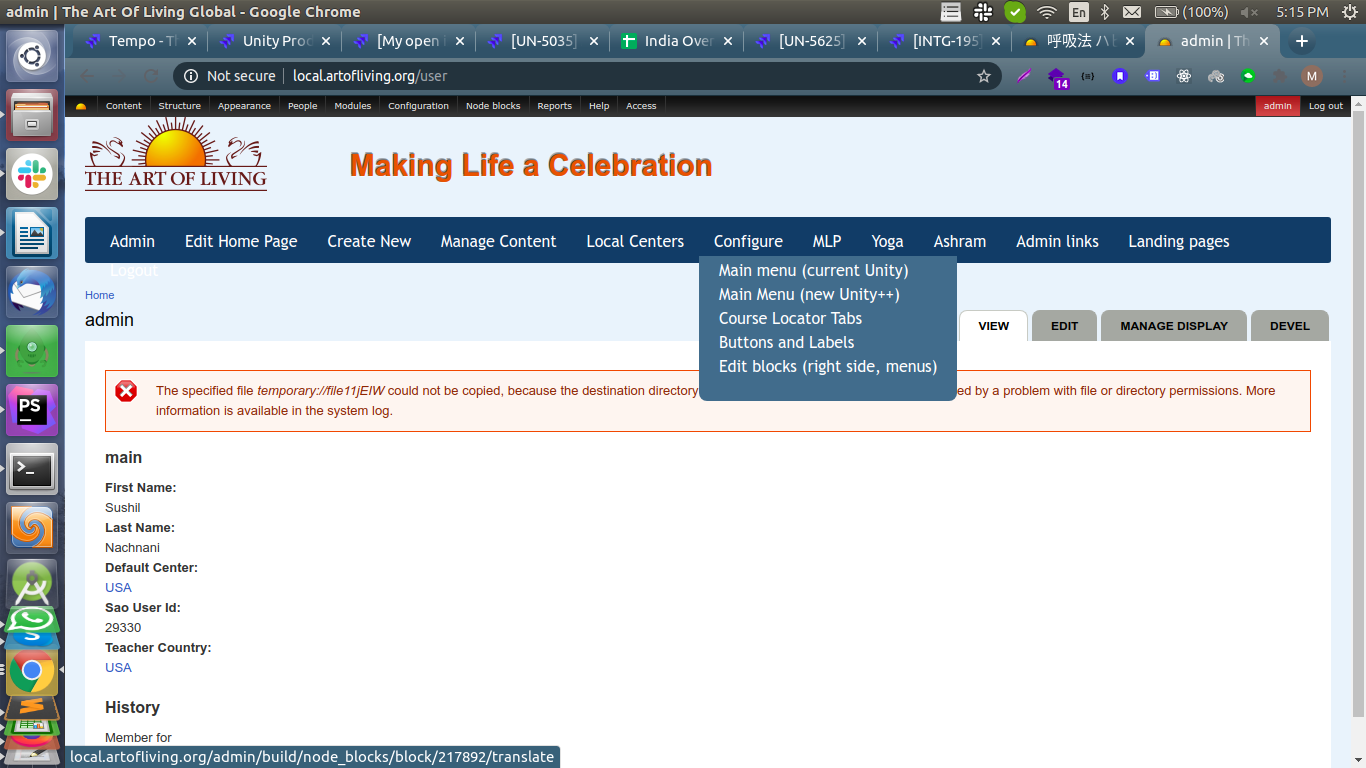 admin | The Art Of Living Global - Google Chrome
En
(100%)
5:15 PM
Tempo - Th
Unity Proc
[My open i
[UN-5035]
India Over
[UN-5625]
[INTG-195]
呼吸法 / ハ
admin | Th
Not secure
local.artofliving.org/user
14
M
Content
Structure
Appearance
People
Modules
Configuration
Node blocks
Reports
Help
Access
admin
Log out
THE ART OF LIVING
Making Life a Celebration
Admin
Edit Home Page
Create New
Manage Content
Local Centers
Configure
MLP
Yoga
Ashram
Admin links
Landing pages
Logout
Main menu (current Unity)
Main Menu (new Unity++)
Course Locator Tabs
Buttons and Labels
Edit blocks (right side, menus)
Home
admin
VIEW
EDIT
MANAGE DISPLAY
DEVEL
The specified file temporary://file11jEIW could not be copied, because the destination directory ed by a problem with file or directory permissions. More
information is available in the system log.
main
First Name:
Sushil
Last Name:
Nachnani
Default Center:
USA
Sao User Id:
29330
Teacher Country:
USA
History
Member for
local.artofliving.org/admin/build/node_blocks/block/217892/translate
PS